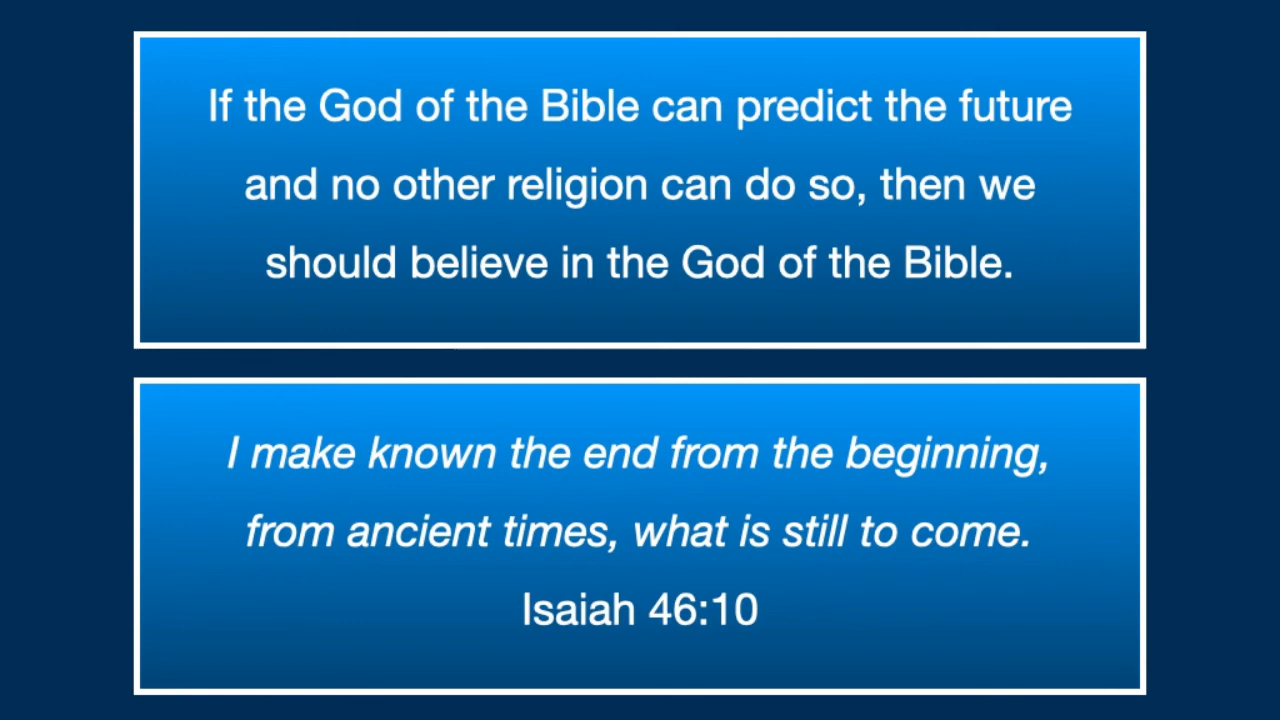 If the God of the Bible can predict the future
and no other religion can do so, then we
should believe in the God of the Bible.
I make known the end from the beginning,
from ancient times, what is still to come.
Isaiah 46:10